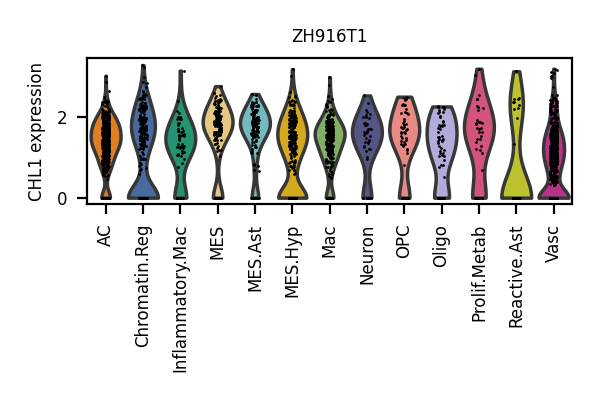 ZH916T1
CHL1 expression
2
0
AC
Chromatin.Reg
Inflammatory.Mac
MES
MES.Ast
MES.Hyp
Mac
Neuron
OPC
Oligo
Prolif.Metab
Reactive.Ast
Vasc